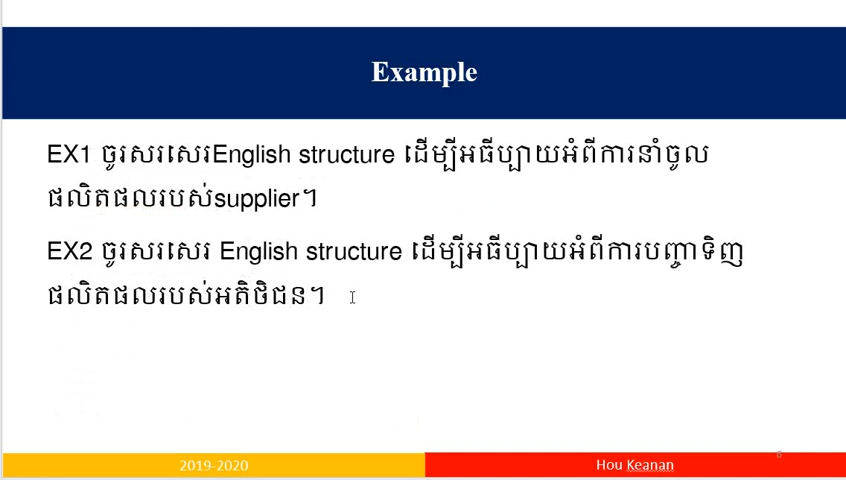 Example
EX1 ចូរសរសេរEnglish structure ដើម្បីអធីប្បាយអំពីការនាំចូល
ផលិតផលរបស់supplier។
EX2 ចូរសរសេរ English structure ដើម្បីអធីប្បាយអំពីការបញ្ជាទិញ
ផលិតផលរបស់អតិថិជន។
2019-2020
Hou Keanan
8